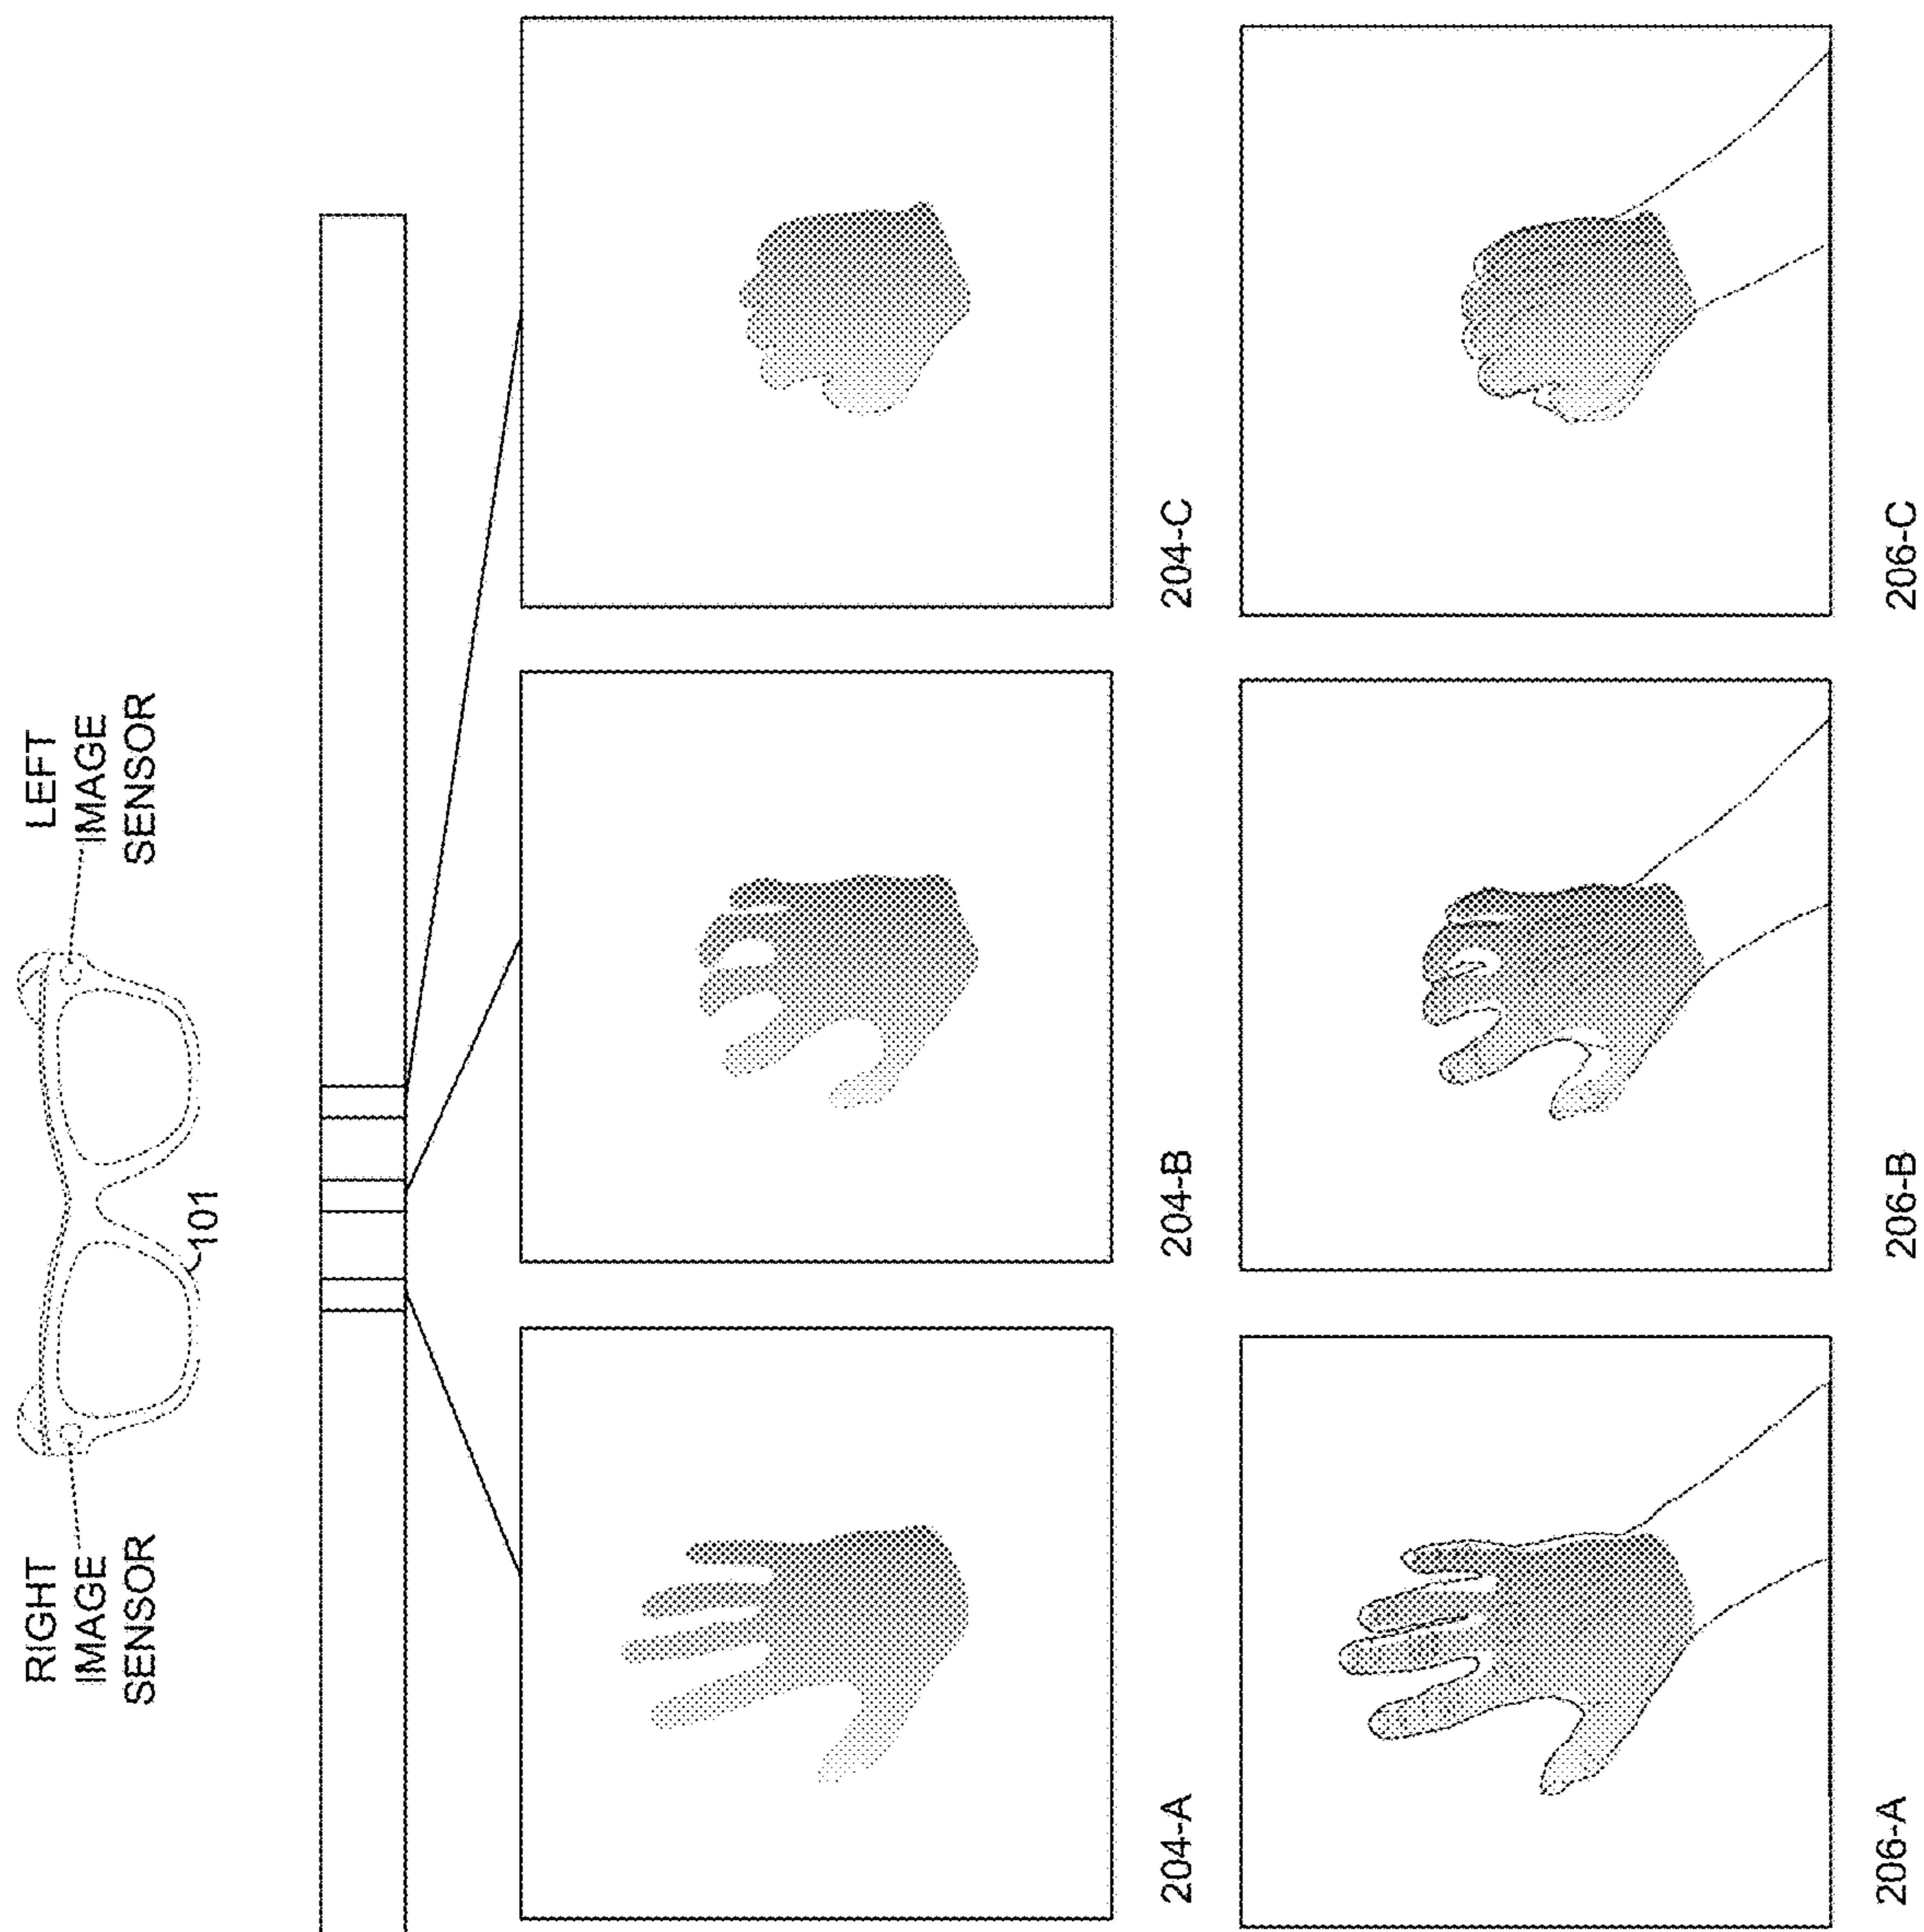 RIGHT
IMAGE
SENSOR
LEFT
IMAGE
SENSOR
101
204-A
204-B
204-C
206-A
206-B
206-C